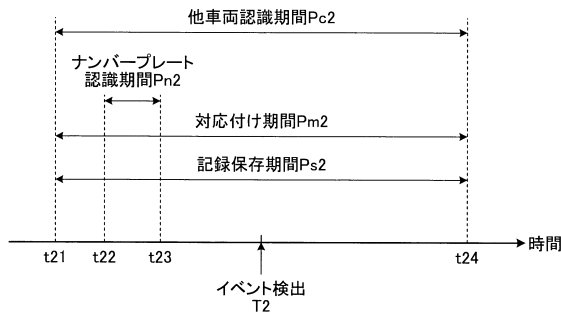 他車両認識期間Pc2
ナンバープレート
認識期間Pn2
対応付け期間Pm2
記録保存期間Ps2
時間
t21
t22
t23
t24
イベント検出
T2